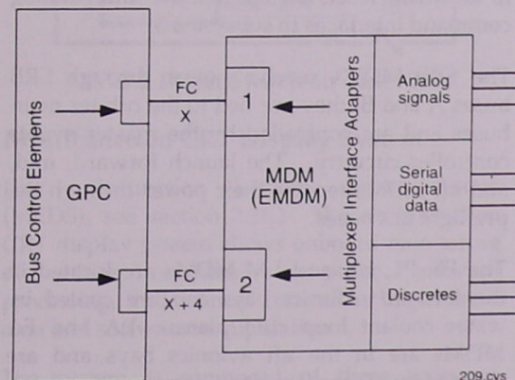 Bus Control Elements
GPC
FC
X
FC
X + 4
1
MDM
(EMDM)
2
Multiplexer Interface Adapters
Analog
signals
Serial
digital
data
Discretes
209.cvs